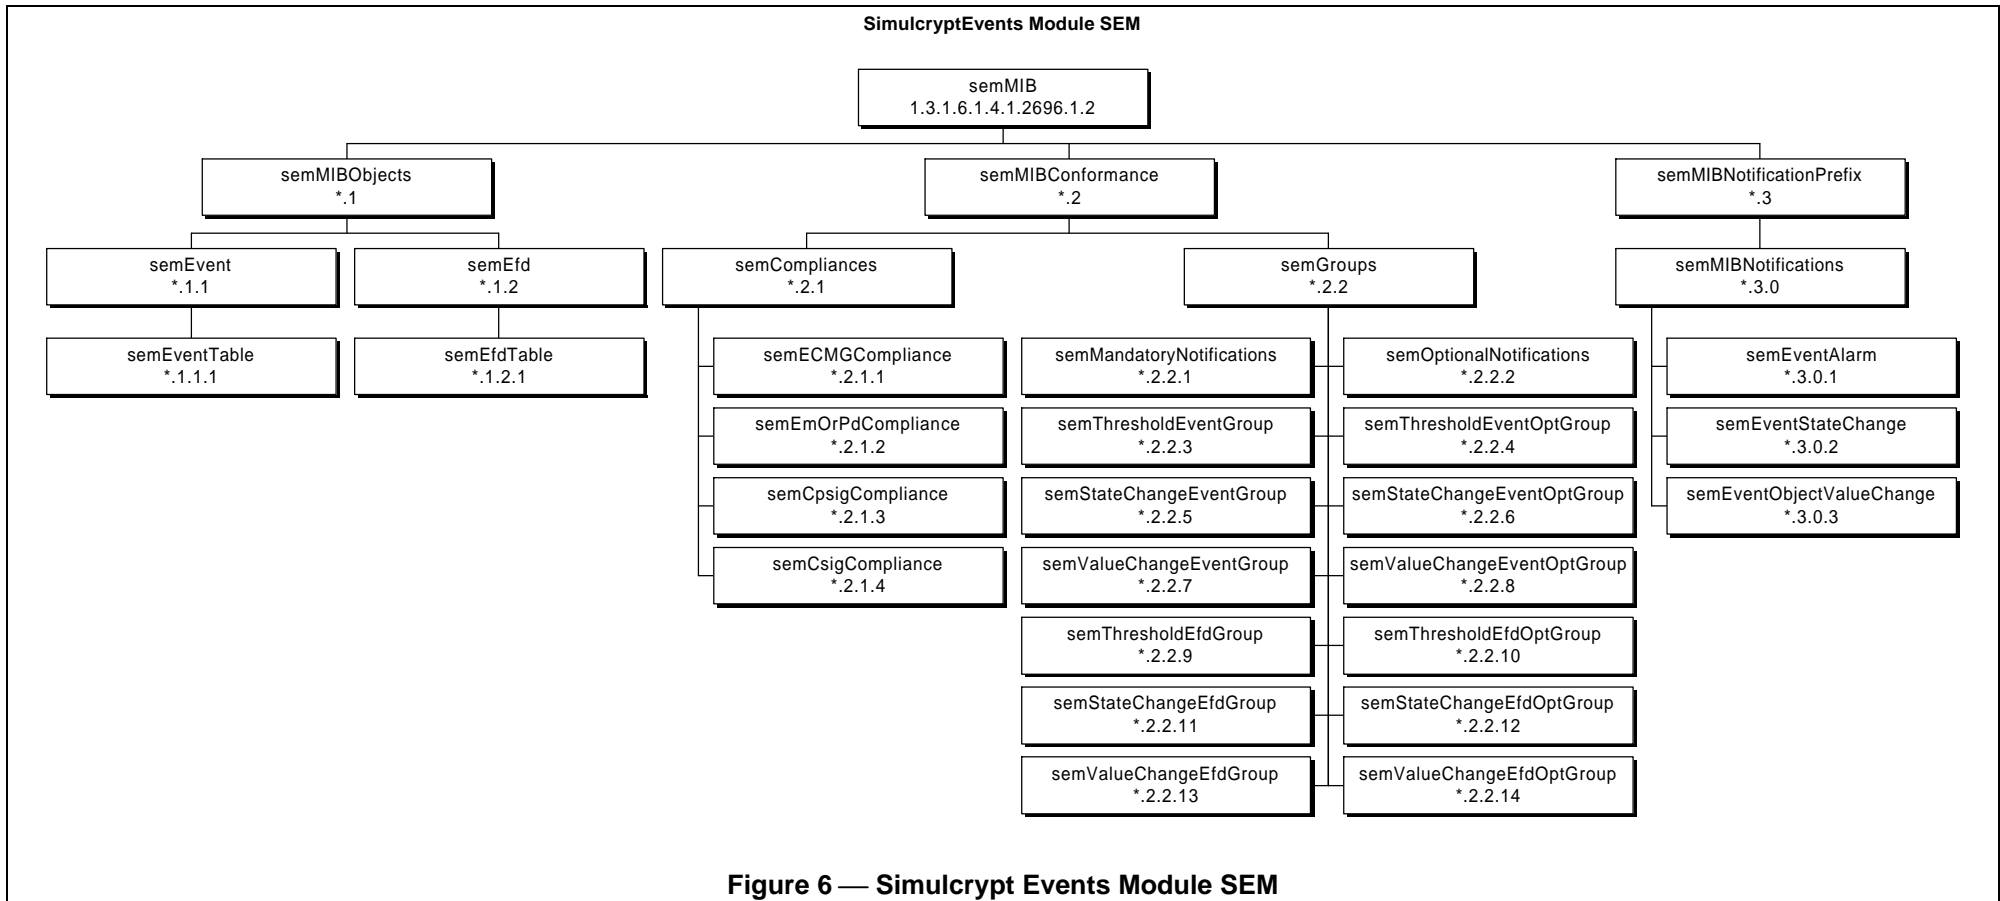 SimulcryptEvents Module SEM
semMIB
1.3.1.6.1.4.1.2696.1.2
semMIBObjects
*.1
semMIBConformance
*.2
semMIBNotificationPrefix
*.3
semEvent
*.1.1
semEfd
*.1.2
semCompliances
*.2.1
semGroups
*.2.2
semMIBNotifications
*.3.0
semEventTable
*.1.1.1
semEfdTable
*.1.2.1
semECMGCompliance
*.2.1.1
semMandatoryNotifications
*.2.2.1
semOptionalNotifications
*.2.2.2
semEventAlarm
*.3.0.1
semEmOrPdCompliance
*.2.1.2
semThresholdEventGroup
*.2.2.3
semThresholdEventOptGroup
*.2.2.4
semEventStateChange
*.3.0.2
semCpsigCompliance
*.2.1.3
semStateChangeEventGroup
*.2.2.5
semStateChangeEventOptGroup
*.2.2.6
semEventObjectValueChange
*.3.0.3
semCsigCompliance
*.2.1.4
semValueChangeEventGroup
*.2.2.7
semValueChangeEventOptGroup
*.2.2.8
semThresholdEfdGroup
*.2.2.9
semThresholdEfdOptGroup
*.2.2.10
semStateChangeEfdGroup
*.2.2.11
semStateChangeEfdOptGroup
*.2.2.12
semValueChangeEfdGroup
*.2.2.13
semValueChangeEfdOptGroup
*.2.2.14
Figure 6 — Simulcrypt Events Module SEM